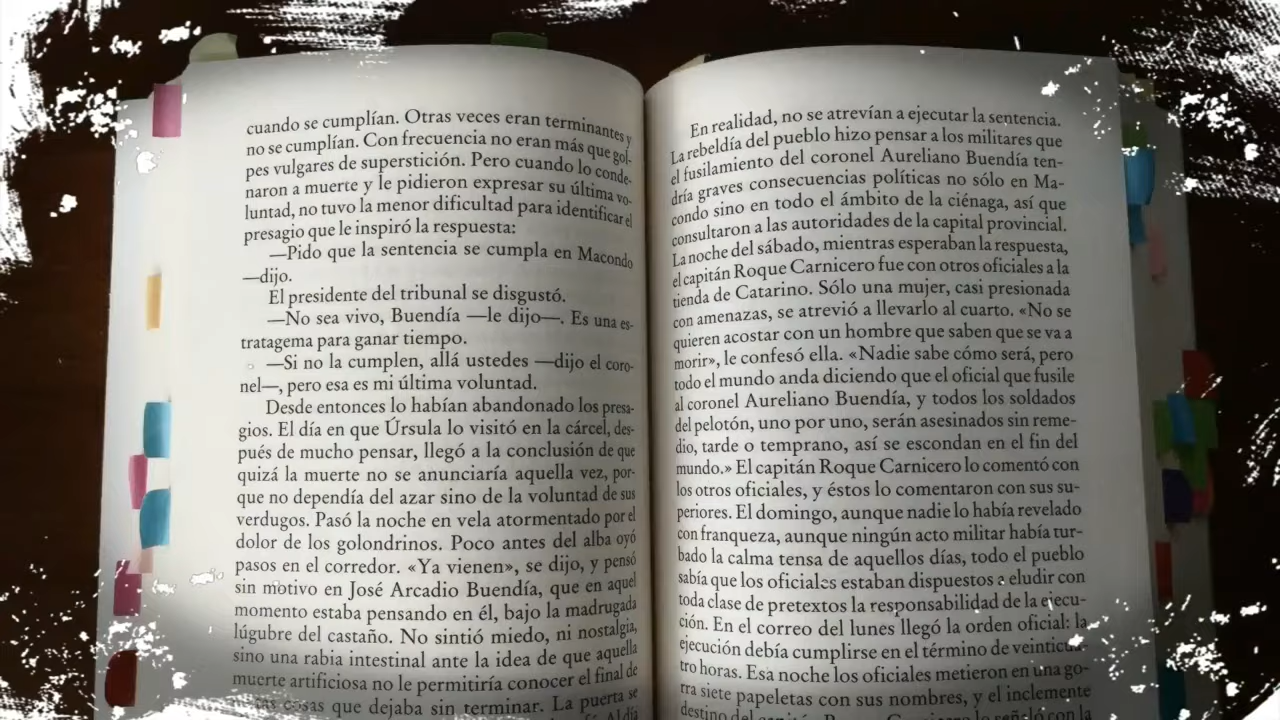 cuando se cumplían. Otras veces eran terminantes y
no se cumplían. Con frecuencia no eran más que gol-
pes vulgares de superstición. Pero cuando lo conde-
naron a muerte y le pidieron expresar su última vo-
luntad, no tuvo la menor dificultad para identificar el
presagio que le inspiró la respuesta:
—Pido que la sentencia se cumpla en Macondo
—dijo.
El presidente del tribunal se disgustó.
—No sea vivo, Buendía —le dijo—. Es una es-
tratagema para ganar tiempo.
—Si no la cumplen, allá ustedes —dijo el coro-
nel—, pero esa es mi última voluntad.
Desde entonces lo habían abandonado los presa-
gios. El día en que Úrsula lo visitó en la cárcel, des-
pués de mucho pensar, llegó a la conclusión de que
quizá la muerte no se anunciaría aquella vez, por-
que no dependía del azar sino de la voluntad de sus
verdugos. Pasó la noche en vela atormentado por el
dolor de los golondrinos. Poco antes del alba oyó
pasos en el corredor. «Ya vienen», se dijo, y pensó
sin motivo en José Arcadio Buendía, que en aquel
momento estaba pensando en él, bajo la madrugada
lúgubre del castaño. No sintió miedo, ni nostalgia,
sino una rabia intestinal ante la idea de que aquella
muerte artificiosa no le permitiría conocer el final de
cosas que dejaba sin terminar. La puerta se
En realidad, no se atrevían a ejecutar la sentencia.
La rebeldía del pueblo hizo pensar a los militares que
el fusilamiento del coronel Aureliano Buendía ten-
dría graves consecuencias políticas no sólo en Ma-
condo sino en todo el ámbito de la ciénaga, así que
consultaron a las autoridades de la capital provincial.
La noche del sábado, mientras esperaban la respuesta,
el capitán Roque Carnicero fue con otros oficiales a la
tienda de Catarino. Sólo una mujer, casi presionada
con amenazas, se atrevió a llevarlo al cuarto. «No se
quieren acostar con un hombre que saben que se va a
morir», le confesó ella. «Nadie sabe cómo será, pero
todo el mundo anda diciendo que el oficial que fusile
al coronel Aureliano Buendía, y todos los soldados
del pelotón, uno por uno, serán asesinados sin reme-
dio, tarde o temprano, así se escondan en el fin del
mundo.» El capitán Roque Carnicero lo comentó con
los otros oficiales, y éstos lo comentaron con sus su-
periores. El domingo, aunque nadie lo había revelado
con franqueza, aunque ningún acto militar había tur-
bado la calma tensa de aquellos días, todo el pueblo
sabía que los oficiales estaban dispuestos a eludir con
toda clase de pretextos la responsabilidad de la ejecu-
ción. En el correo del lunes llegó la orden oficial: la
ejecución debía cumplirse en el término de veinticua-
tro horas. Esa noche los oficiales metieron en una go-
rra siete papeletas con sus nombres, y el inclemente
destino del Carnicero lo señaló con la